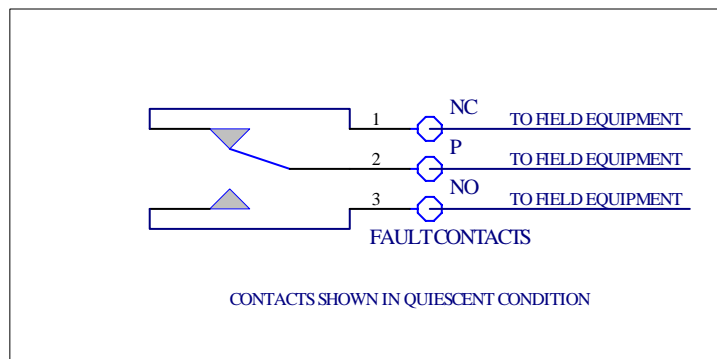 NC
1 TO FIELD EQUIPMENT
P
2 TO FIELD EQUIPMENT
NO
3 TO FIELD EQUIPMENT
FAULT CONTACTS
CONTACTS SHOWN IN QUIESCENT CONDITION